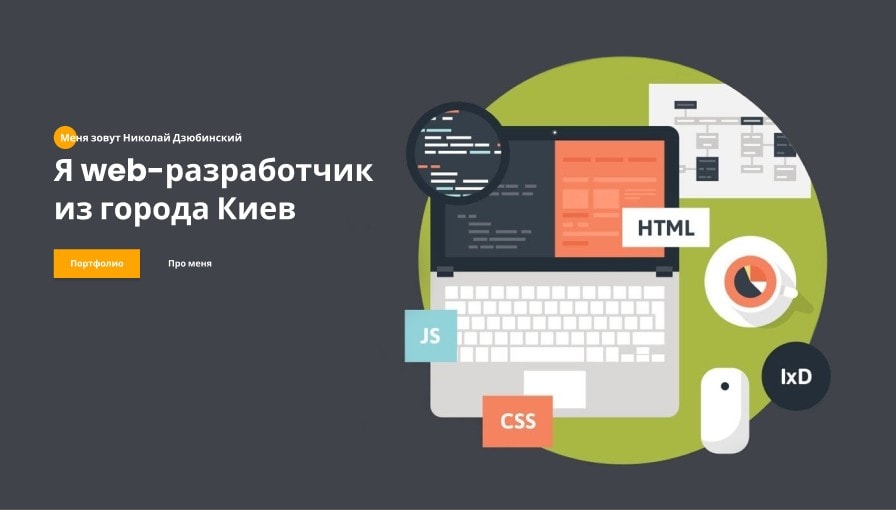 Меня зовут Николай Дзюбинский
Я web-разработчик
из города Киев
Портфолио
Про меня
HTML
JS
IxD
CSS